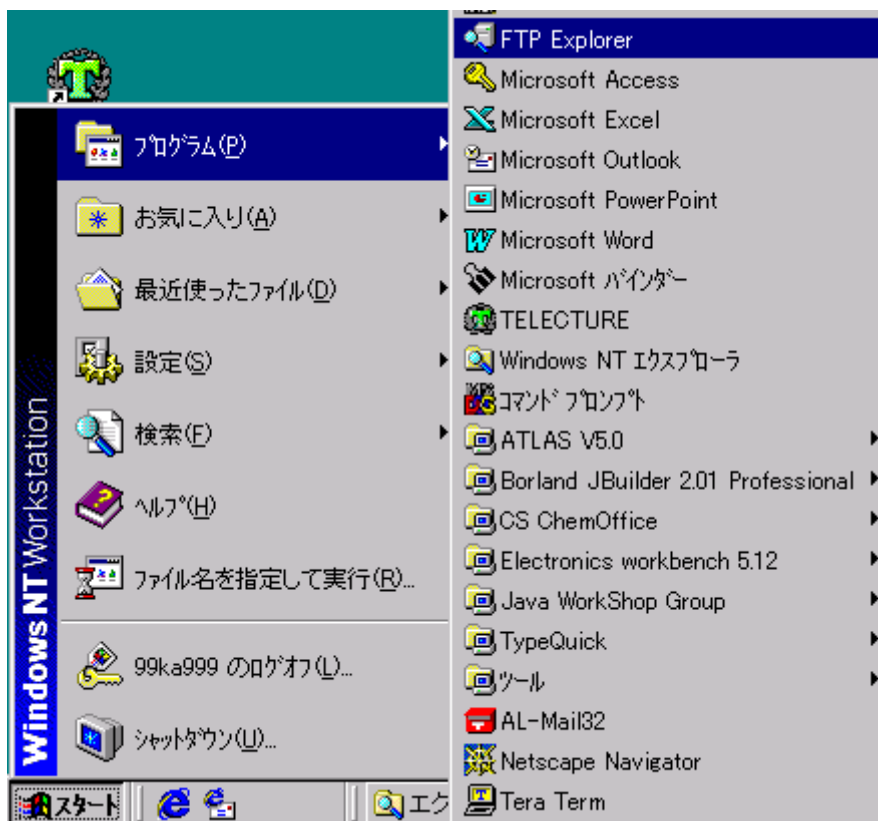 プログラム(P)
お気に入り(A)
最近使ったファイル(D)
設定(S)
検索(F)
ヘルプ(H)
ファイル名を指定して実行(R)...
99ka999 のログオフ(L)...
シャットダウン(U)...
Windows NT Workstation
スタート
エク
FTP Explorer
Microsoft Access
Microsoft Excel
Microsoft Outlook
Microsoft PowerPoint
Microsoft Word
Microsoft バインダー
TELECTURE
Windows NT エクスプローラ
コマンド プロンプト
ATLAS V5.0
Borland JBuilder 2.01 Professional
CS ChemOffice
Electronics workbench 5.12
Java WorkShop Group
TypeQuick
ツール
AL-Mail32
Netscape Navigator
Tera Term